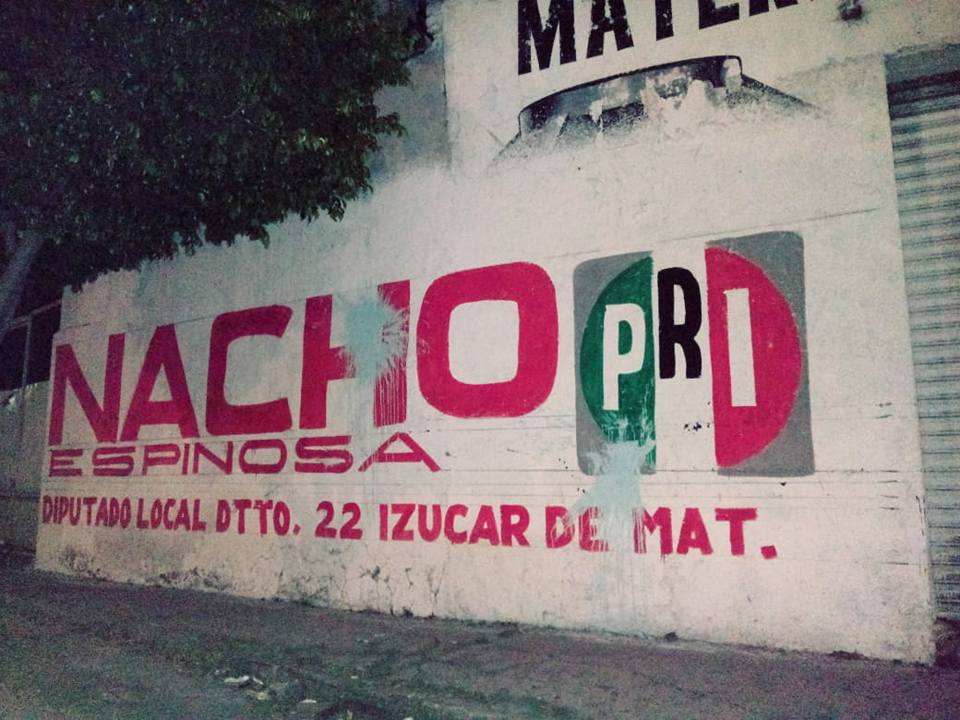 NACHO
ESPINOSA
PRI
DIPUTADO LOCAL DTTO. 22 IZUCAR DE MAT.